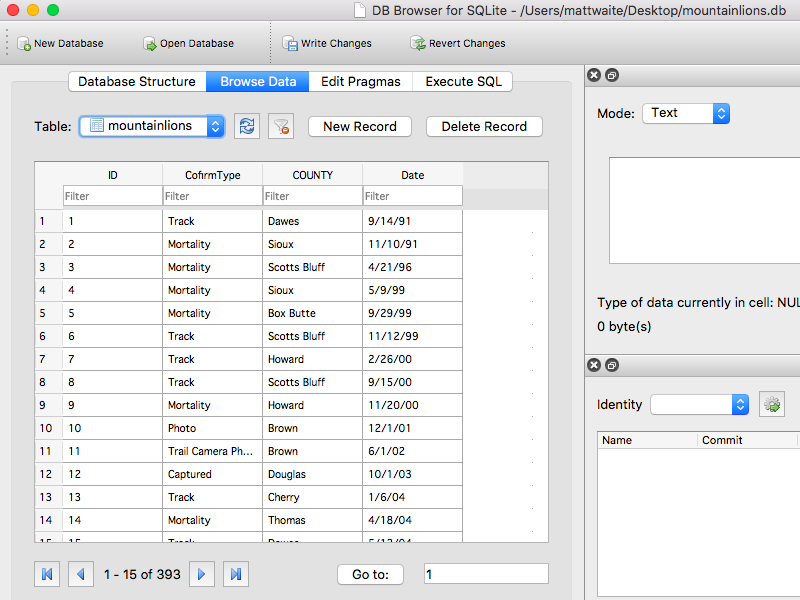 DB Browser for SQLite - /Users/mattwaite/Desktop/mountainlions.db
New Database Open Database Write Changes Revert Changes
Database Structure Browse Data Edit Pragmas Execute SQL
Table: mountainlions New Record Delete Record
ID CofirmType COUNTY Date
Filter Filter Filter Filter
1 1 Track Dawes 9/14/91
2 2 Mortality Sioux 11/10/91
3 3 Mortality Scotts Bluff 4/21/96
4 4 Mortality Sioux 5/9/99
5 5 Mortality Box Butte 9/29/99
6 6 Track Scotts Bluff 11/12/99
7 7 Track Howard 2/26/00
8 8 Track Scotts Bluff 9/15/00
9 9 Mortality Howard 11/20/00
10 10 Photo Brown 12/1/01
11 11 Trail Camera Ph... Brown 6/1/02
12 12 Captured Douglas 10/1/03
13 13 Track Cherry 1/6/04
14 14 Mortality Thomas 4/18/04
1 - 15 of 393 Go to: 1
Mode: Text
Type of data currently in cell: NUL
0 byte(s)
Identity
Name Commit